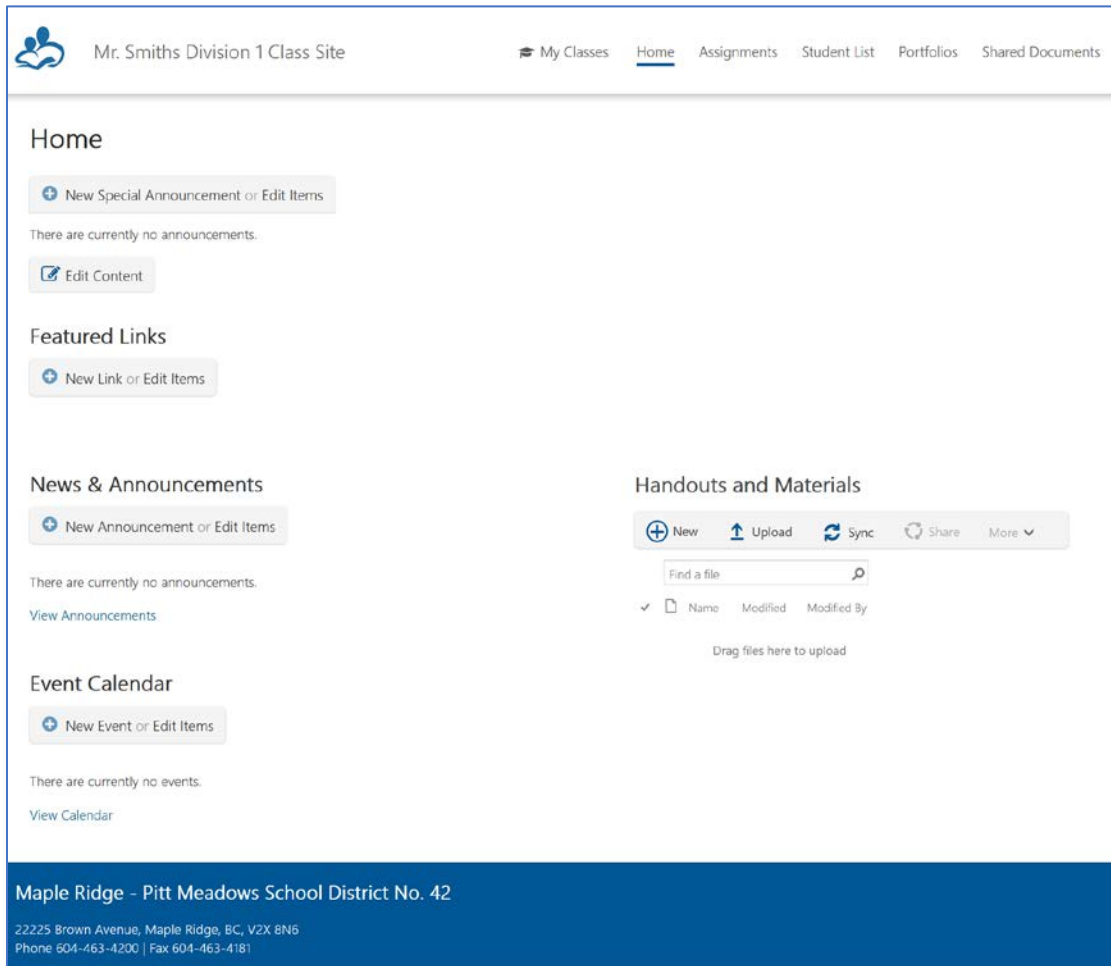 Mr. Smiths Division 1 Class Site
My Classes Home Assignments Student List Portfolios Shared Documents
Home
New Special Announcement or Edit Items
There are currently no announcements.
Edit Content
Featured Links
New Link or Edit Items
News & Announcements
New Announcement or Edit Items
There are currently no announcements.
View Announcements
Handouts and Materials
New Upload Sync Share More
Find a file
Name Modified Modified By
Drag files here to upload
Event Calendar
New Event or Edit Items
There are currently no events.
View Calendar
Maple Ridge - Pitt Meadows School District No. 42
22225 Brown Avenue, Maple Ridge, BC, V2X 8N6
Phone 604-463-4200 | Fax 604-463-4181